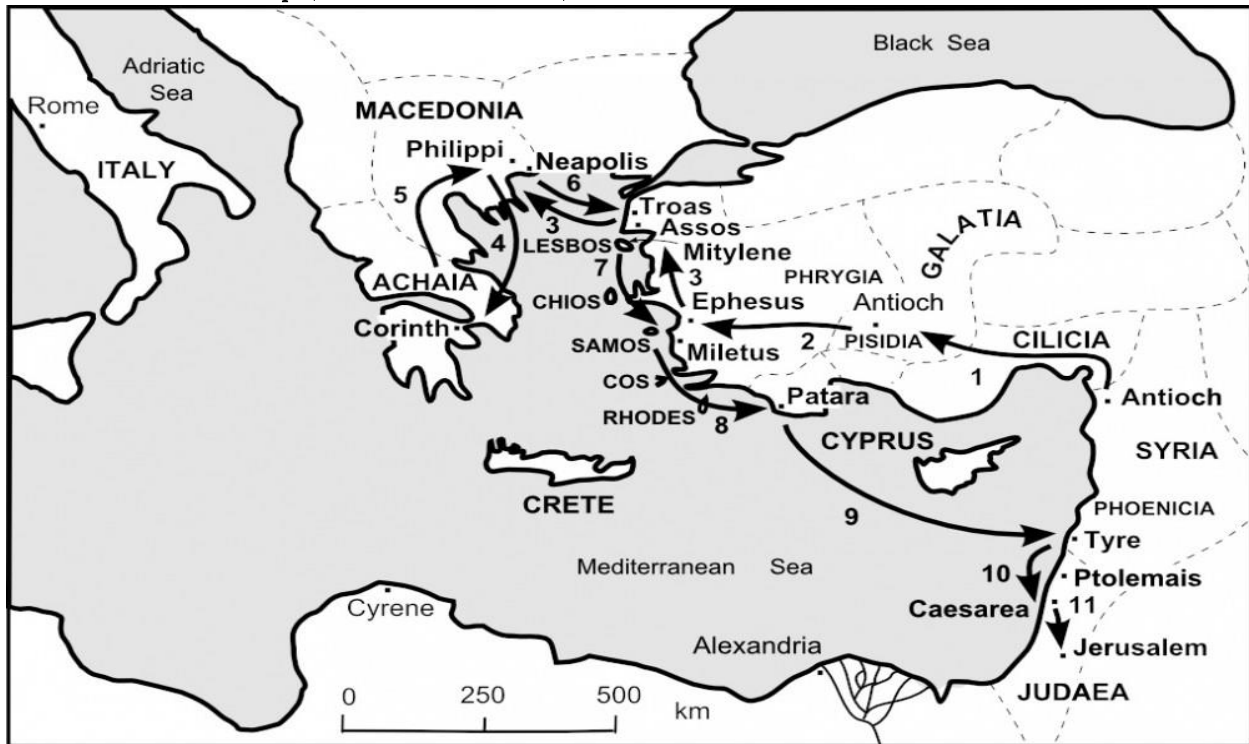 Black Sea
Adriatic
Sea
Rome
MACEDONIA
ITALY
Philippi
Neapolis
5
6
Troas
3
Assos
4
LESBOS
Mitylene
GALATIA
7
3
PHRYGIA
ACHAIA
CHIOS
Ephesus
Antioch
Corinth
SAMOS
Miletus
2
PISIDIA
CILICIA
COS
1
Patara
Antioch
RHODES
8
CYPRUS
SYRIA
CRETE
9
PHOENICIA
Tyre
Mediterranean Sea
10
Ptolemais
Cyrene
Caesarea
11
Alexandria
Jerusalem
0 250 500
km
JUDAEA